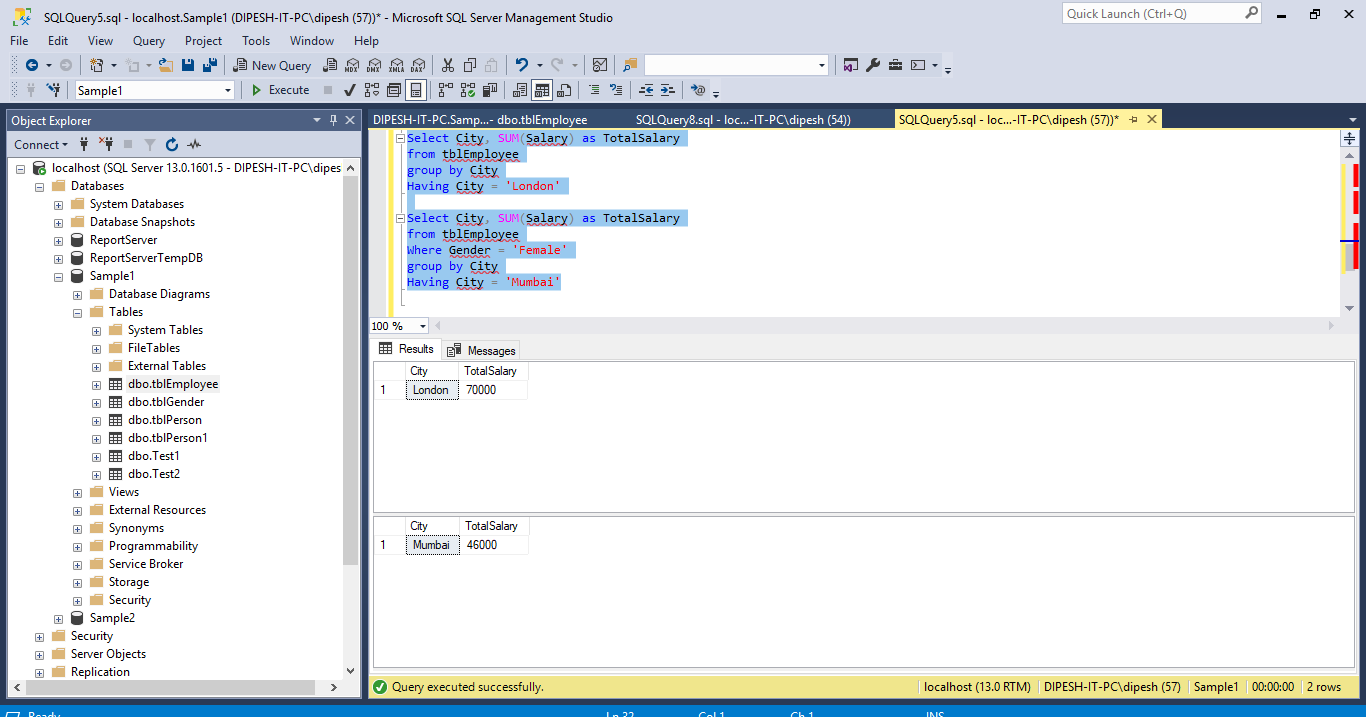 SQLQuery5.sql - localhost.Sample1 (DIPESH-IT-PC\dipesh (57))* - Microsoft SQL Server Management Studio
Quick Launch (Ctrl+Q)
File Edit View Query Project Tools Window Help
New Query MDX DMX XMLA DAX
Sample1 Execute
Object Explorer
Connect
localhost (SQL Server 13.0.1601.5 - DIPESH-IT-PC\dipes
Databases
System Databases
Database Snapshots
ReportServer
ReportServerTempDB
Sample1
Database Diagrams
Tables
System Tables
FileTables
External Tables
dbo.tblEmployee
dbo.tblGender
dbo.tblPerson
dbo.tblPerson1
dbo.Test1
dbo.Test2
Views
External Resources
Synonyms
Programmability
Service Broker
Storage
Security
Sample2
Security
Server Objects
Replication
DIPESH-IT-PC.Samp...- dbo.tblEmployee
SQLQuery8.sql - loc...-IT-PC\dipesh (54))
SQLQuery5.sql - loc...-IT-PC\dipesh (57))*
Select City, SUM(Salary) as TotalSalary
from tblEmployee
group by City
Having City = 'London'
Select City, SUM(Salary) as TotalSalary
from tblEmployee
Where Gender = 'Female'
group by City
Having City = 'Mumbai'
100 %
Results Messages
City TotalSalary
1 London 70000
City TotalSalary
1 Mumbai 46000
Query executed successfully.
localhost (13.0 RTM) DIPESH-IT-PC\dipesh (57) Sample1 00:00:00 2 rows
Ready Ln 32 Col 1 Ch 1 INS